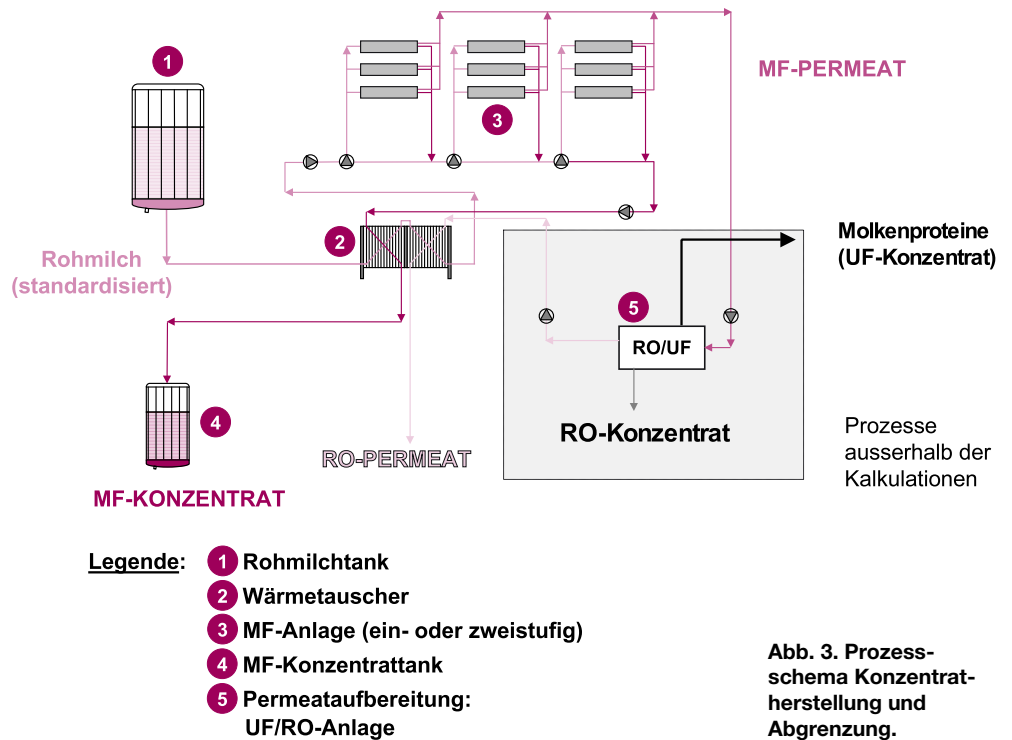 1
3
MF-PERMEAT
2
Rohmilch
(standardisiert)
Molkenproteine
(UF-Konzentrat)
5
RO/UF
4
RO-Konzentrat
RO-PERMEAT
Prozesse
ausserhalb der
Kalkulationen
MF-KONZENTRAT
Legende:
1 Rohmilchtank
2 Wärmetauscher
3 MF-Anlage (ein- oder zweistufig)
4 MF-Konzentrattank
5 Permeataufbereitung:
UF/RO-Anlage
Abb. 3. Prozess-
schema Konzentrat-
herstellung und
Abgrenzung.